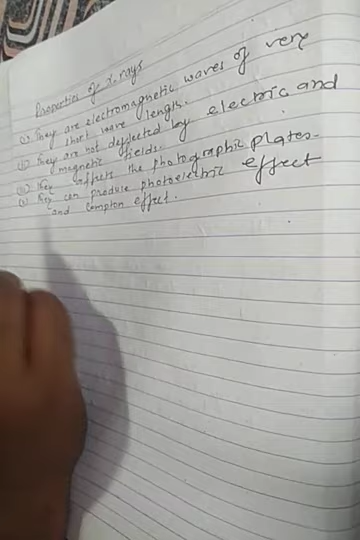 Properties of X-rays
(i) They are electromagnetic waves of very
short wave length.
(ii) They are not deflected by electric and
magnetic fields.
(iii) They affects the photographic plates.
(iv) They can produce photoelectric effect
and compton effect.